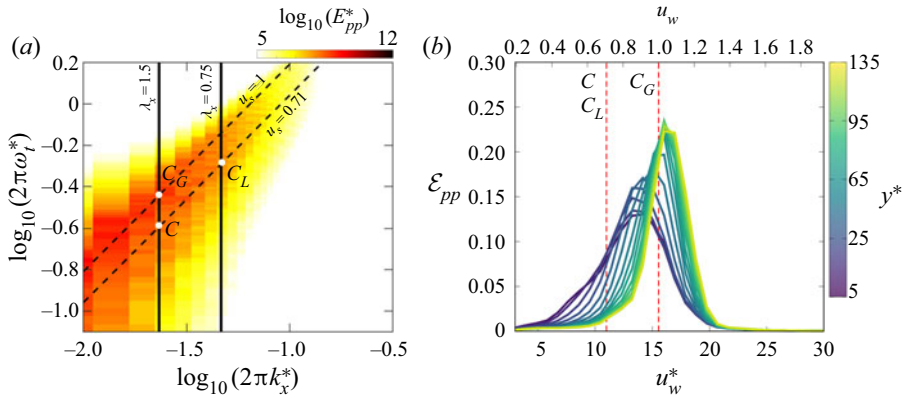 (a)
log₁₀(E*ₚₚ)
5 12
0.2
0
−0.2
−0.4
−0.6
−0.8
−1.0
log₁₀(2πω*ₜ)
λₓ = 1.5
λₓ = 0.75
uₛ = 1
uₛ = 0.71
C_G
C
C_L
−2.0 −1.5 −1.0 −0.5
log₁₀(2πk*ₓ)
(b)
u_w
0.2 0.4 0.6 0.8 1.0 1.2 1.4 1.6 1.8
0.30
0.25
0.20
0.15
0.10
0.05
0
ℰₚₚ
C
C_L
C_G
5 10 15 20 25 30
u*_w
135
95
65
25
5
y*